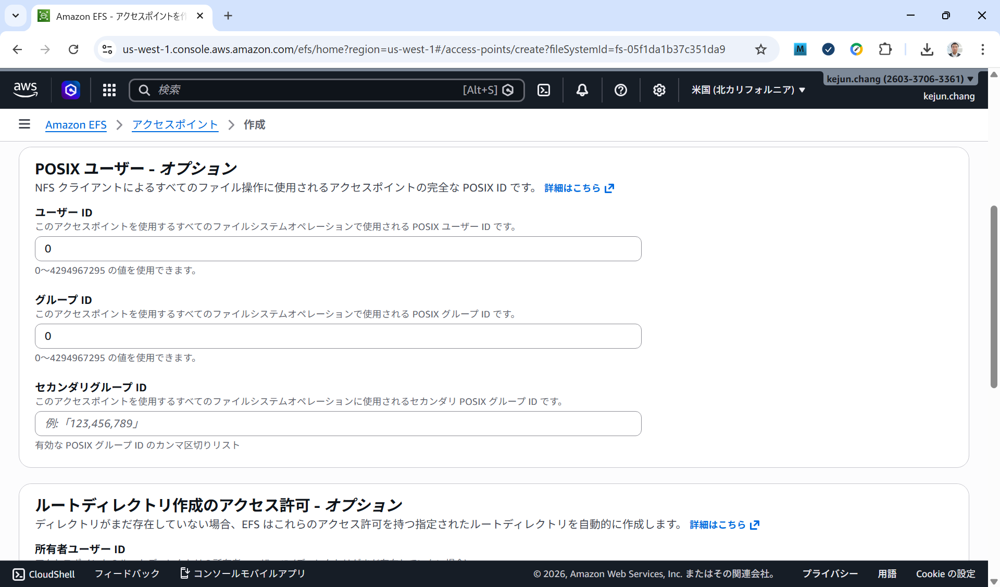 Amazon EFS - アクセスポイントを作
us-west-1.console.aws.amazon.com/efs/home?region=us-west-1#/access-points/create?fileSystemId=fs-05f1da1b37c351da9
M
aws
検索
[Alt+S]
米国 (北カリフォルニア)
kejun.chang (2603-3706-3361)
kejun.chang
Amazon EFS
アクセスポイント
作成
POSIX ユーザー - オプション
NFS クライアントによるすべてのファイル操作に使用されるアクセスポイントの完全な POSIX ID です。 詳細はこちら
ユーザー ID
このアクセスポイントを使用するすべてのファイルシステムオペレーションで使用される POSIX ユーザー ID です。
0
0～4294967295 の値を使用できます。
グループ ID
このアクセスポイントを使用するすべてのファイルシステムオペレーションで使用される POSIX グループ ID です。
0
0～4294967295 の値を使用できます。
セカンダリグループ ID
このアクセスポイントを使用するすべてのファイルシステムオペレーションに使用されるセカンダリ POSIX グループ ID です。
例: 「123,456,789」
有効な POSIX グループ ID のカンマ区切りリスト
ルートディレクトリ作成のアクセス許可 - オプション
ディレクトリがまだ存在していない場合、EFS はこれらのアクセス許可を持つ指定されたルートディレクトリを自動的に作成します。 詳細はこちら
所有者ユーザー ID
CloudShell
フィードバック
コンソールモバイルアプリ
© 2026, Amazon Web Services, Inc. またはその関連会社。
プライバシー
用語
Cookie の設定